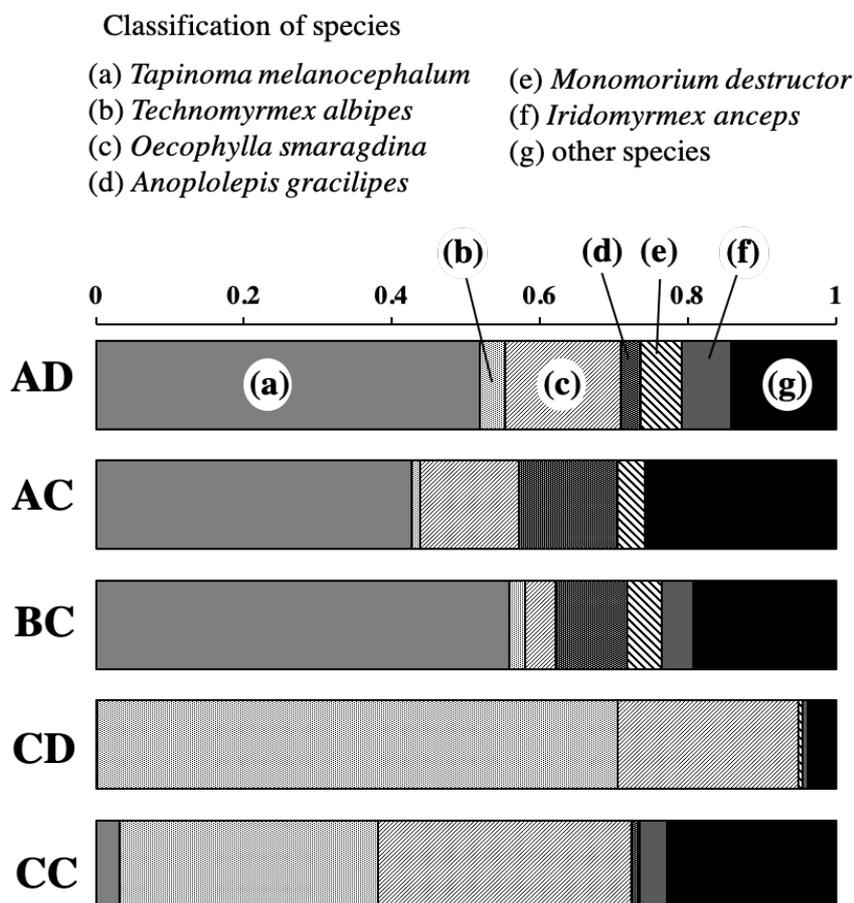 Classification of species
(a) Tapinoma melanocephalum
(b) Technomyrmex albipes
(c) Oecophylla smaragdina
(d) Anoplolepis gracilipes
(e) Monomorium destructor
(f) Iridomyrmex anceps
(g) other species
(b) (d) (e) (f)
0 0.2 0.4 0.6 0.8 1
AD (a) (c) (g)
AC
BC
CD
CC